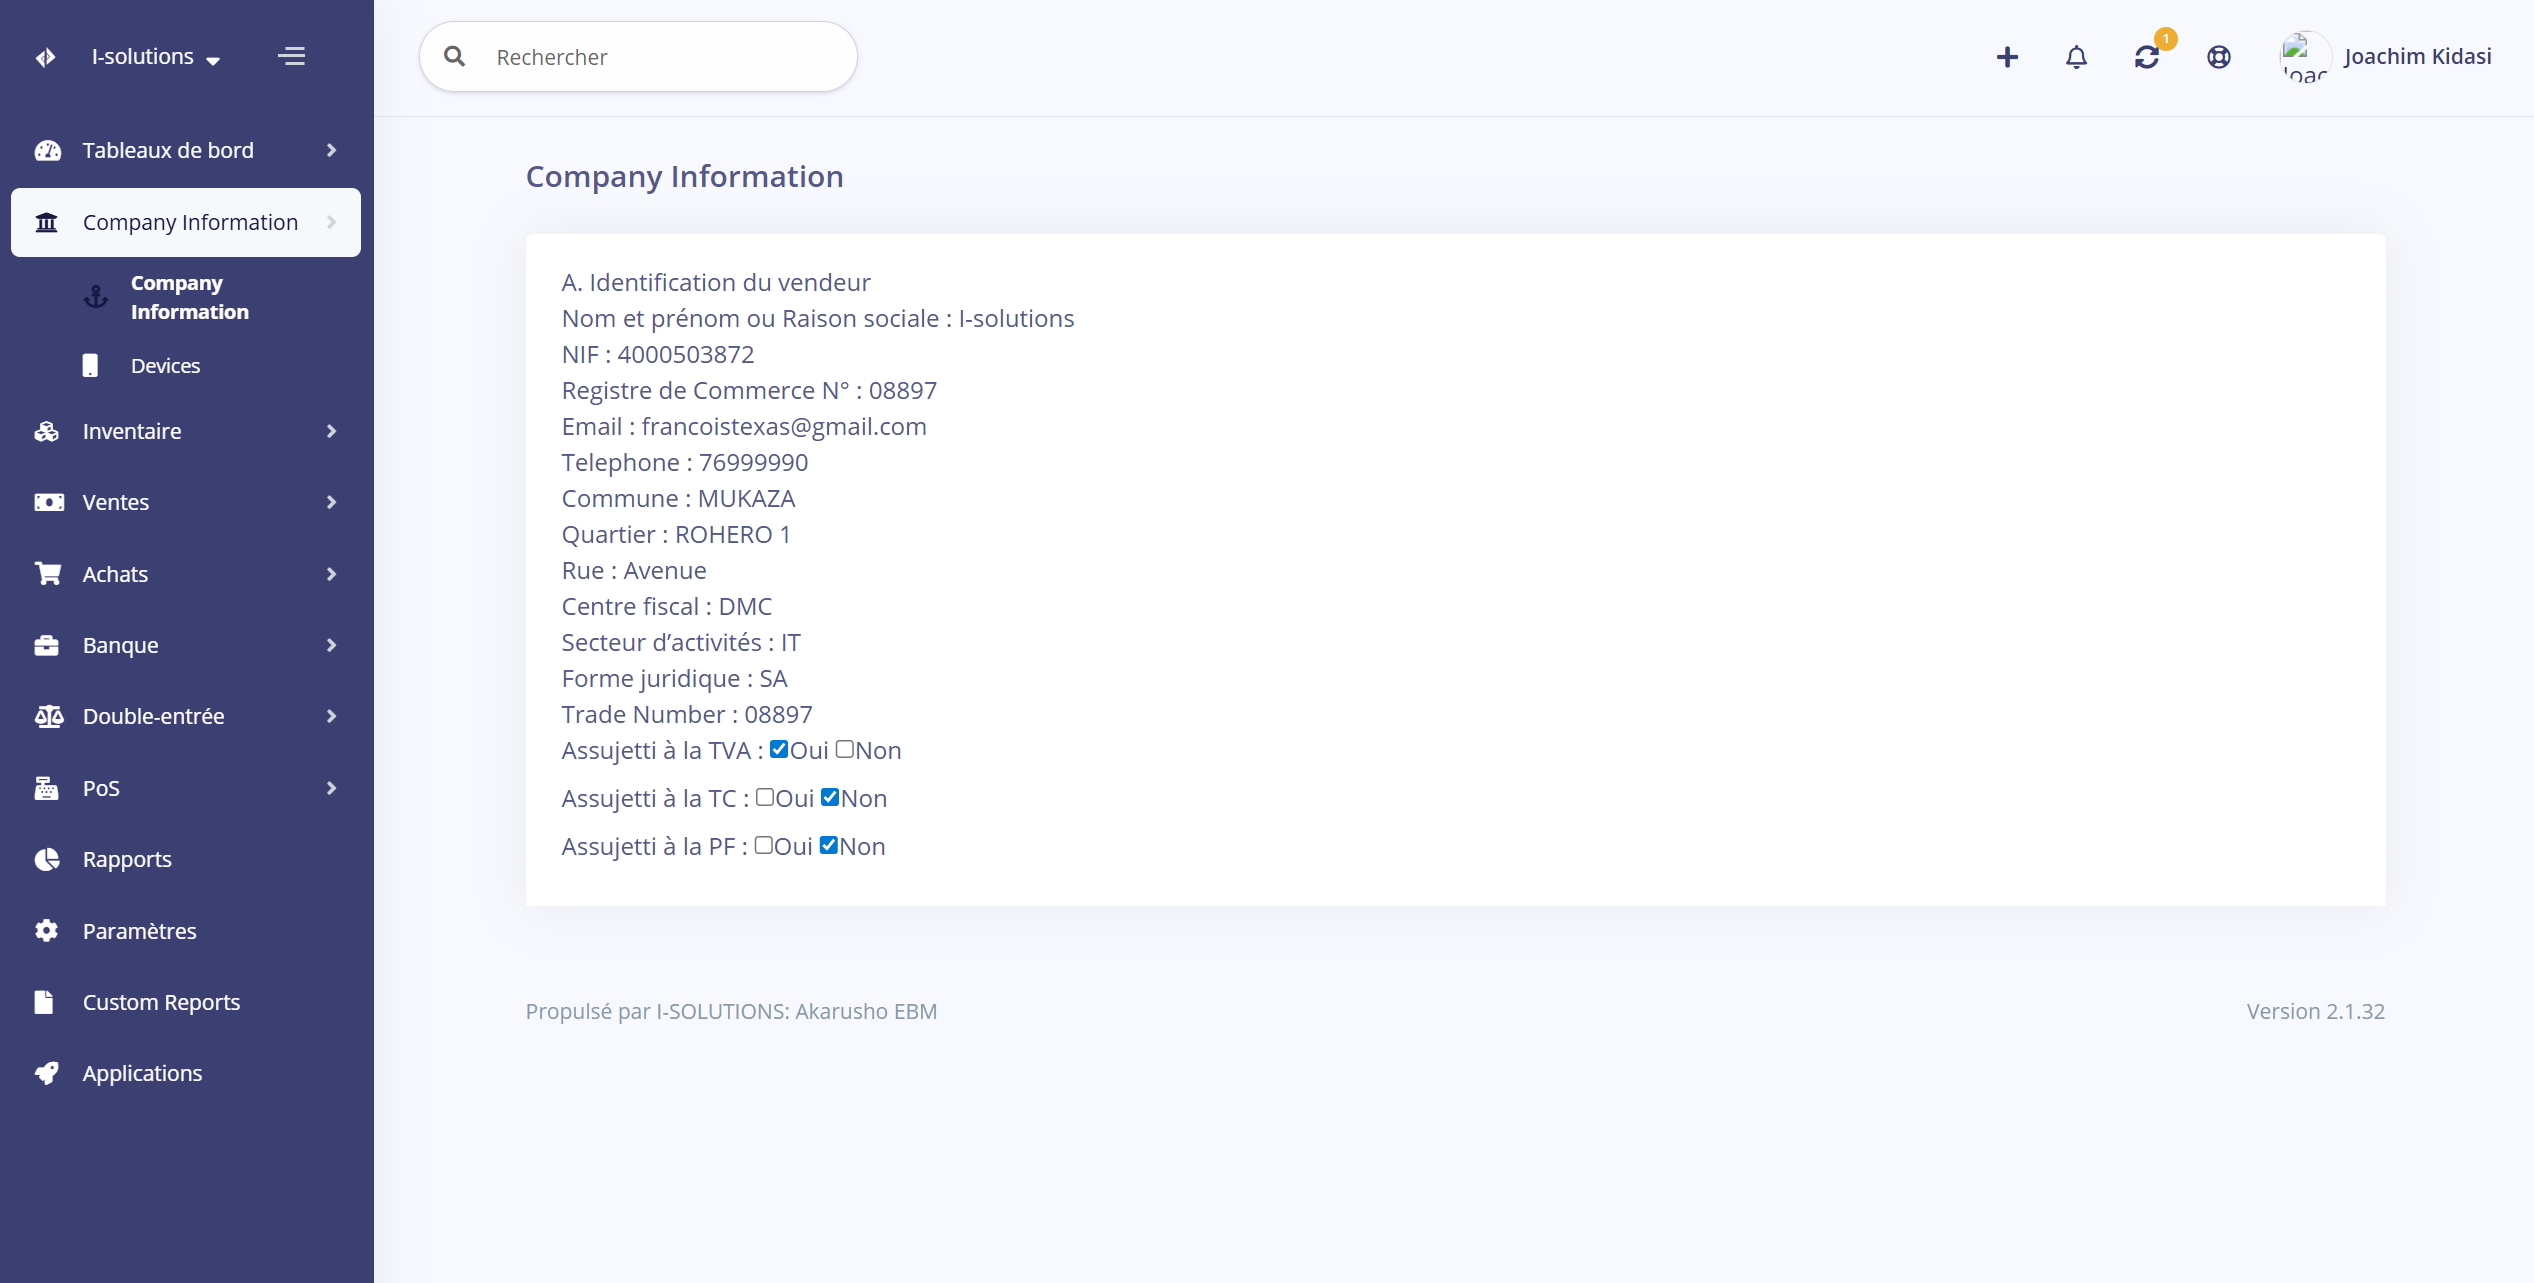 I-solutions
Rechercher
1
Joachim Kidasi
Tableaux de bord
Company Information
Company
Information
Devices
Inventaire
Ventes
Achats
Banque
Double-entrée
PoS
Rapports
Paramètres
Custom Reports
Applications
Company Information
A. Identification du vendeur
Nom et prénom ou Raison sociale : I-solutions
NIF : 4000503872
Registre de Commerce N° : 08897
Email : francoistexas@gmail.com
Telephone : 76999990
Commune : MUKAZA
Quartier : ROHERO 1
Rue : Avenue
Centre fiscal : DMC
Secteur d’activités : IT
Forme juridique : SA
Trade Number : 08897
Assujetti à la TVA : Oui Non
Assujetti à la TC : Oui Non
Assujetti à la PF : Oui Non
Propulsé par I-SOLUTIONS: Akarusho EBM
Version 2.1.32